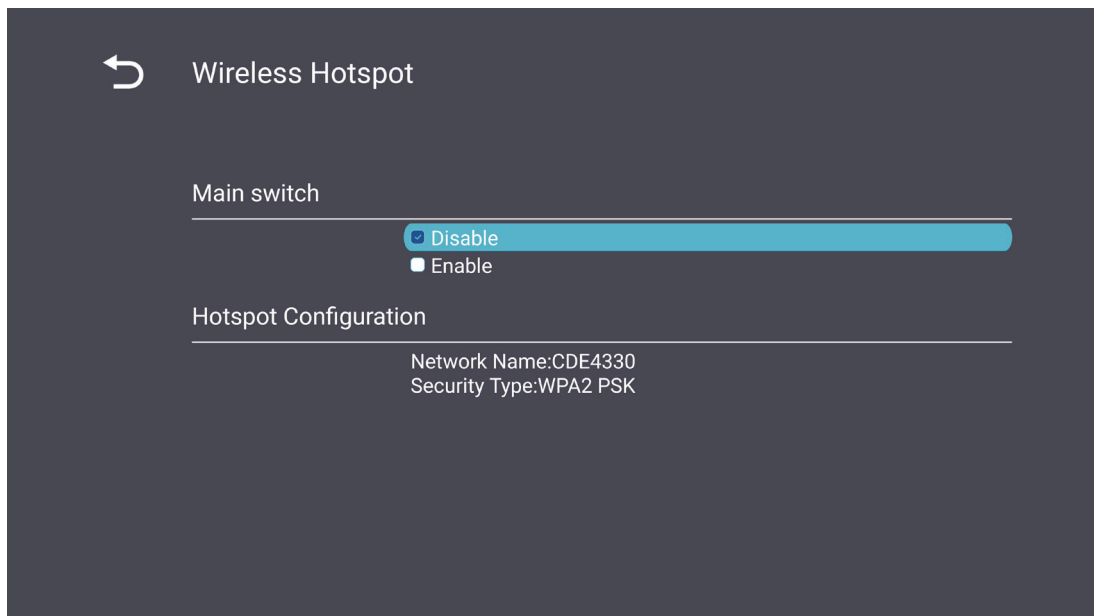 Wireless Hotspot
Main switch
Disable
Enable
Hotspot Configuration
Network Name:CDE4330
Security Type:WPA2 PSK